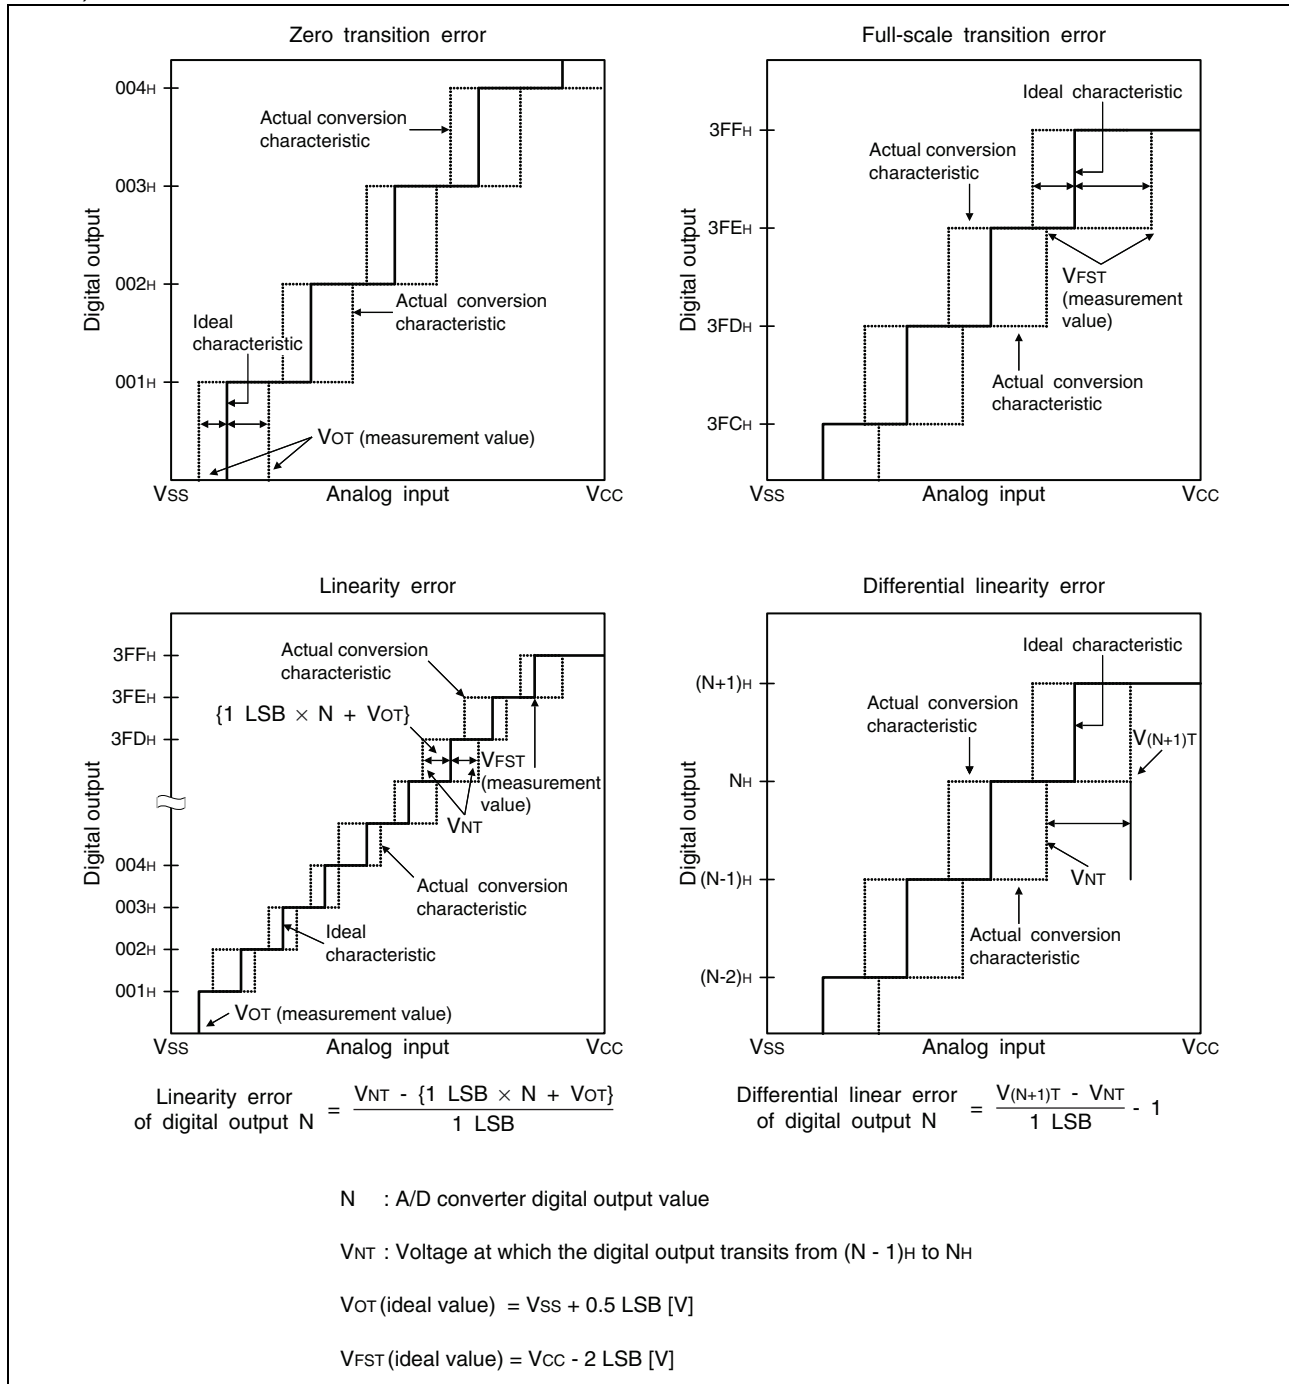 Zero transition error
004H
003H
002H
001H
Digital output
Actual conversion
characteristic
Actual conversion
characteristic
Ideal
characteristic
VOT (measurement value)
VSS
Analog input
VCC
Full-scale transition error
3FFH
3FEH
3FDH
3FCH
Digital output
Ideal characteristic
Actual conversion
characteristic
VFST
(measurement
value)
Actual conversion
characteristic
VSS
Analog input
VCC
Linearity error
3FFH
3FEH
3FDH
004H
003H
002H
001H
Digital output
Actual conversion
characteristic
{1 LSB × N + VOT}
VFST
(measurement
value)
VNT
Actual conversion
characteristic
Ideal
characteristic
VOT (measurement value)
VSS
Analog input
VCC
Differential linearity error
(N+1)H
NH
(N-1)H
(N-2)H
Digital output
Ideal characteristic
Actual conversion
characteristic
V(N+1)T
VNT
Actual conversion
characteristic
VSS
Analog input
VCC
Linearity error
of digital output N
=
VNT - {1 LSB × N + VOT}
1 LSB
Differential linear error
of digital output N
=
V(N+1)T - VNT
1 LSB
- 1
N : A/D converter digital output value
VNT : Voltage at which the digital output transits from (N - 1)H to NH
VOT (ideal value) = VSS + 0.5 LSB [V]
VFST (ideal value) = VCC - 2 LSB [V]